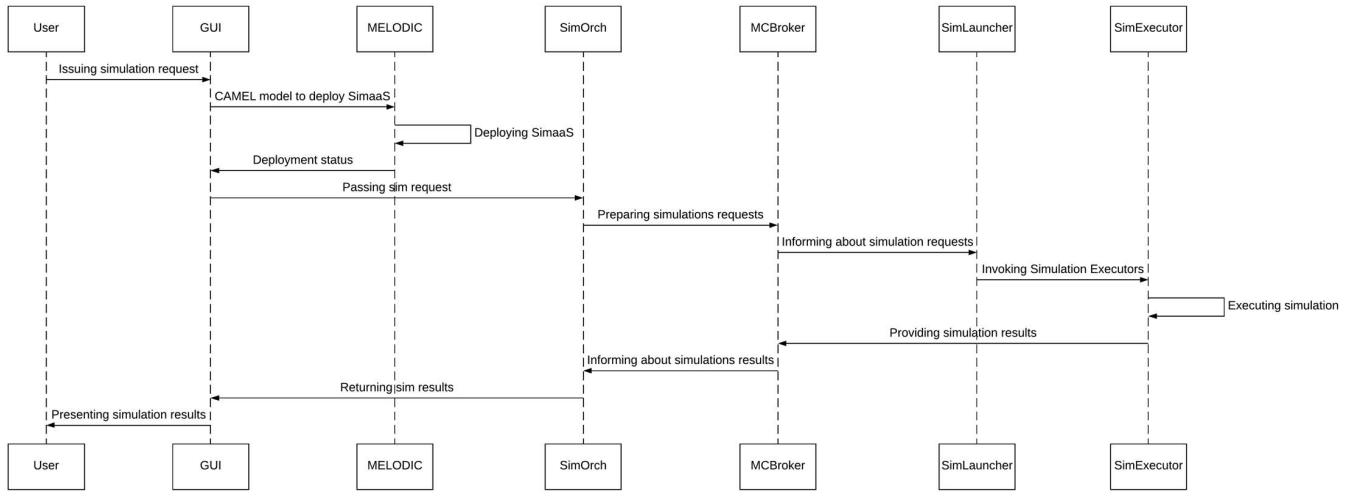 User
GUI
MELODIC
SimOrch
MCBroker
SimLauncher
SimExecutor
Issuing simulation request
CAMEL model to deploy SimaaS
Deploying SimaaS
Deployment status
Passing sim request
Preparing simulations requests
Informing about simulation requests
Invoking Simulation Executors
Executing simulation
Providing simulation results
Informing about simulations results
Returning sim results
Presenting simulation results
User
GUI
MELODIC
SimOrch
MCBroker
SimLauncher
SimExecutor